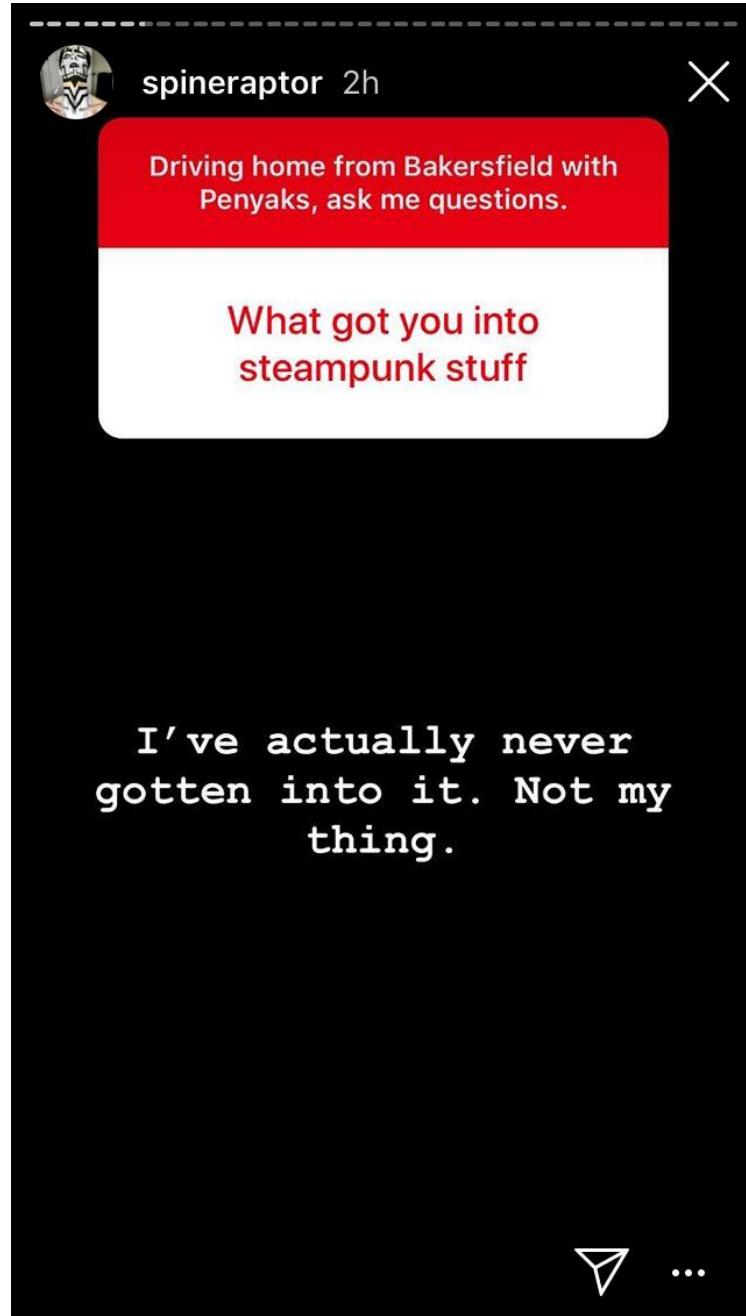 spineraptor 2h
Driving home from Bakersfield with
Penyaks, ask me questions.
What got you into
steampunk stuff
I've actually never
gotten into it. Not my
thing.